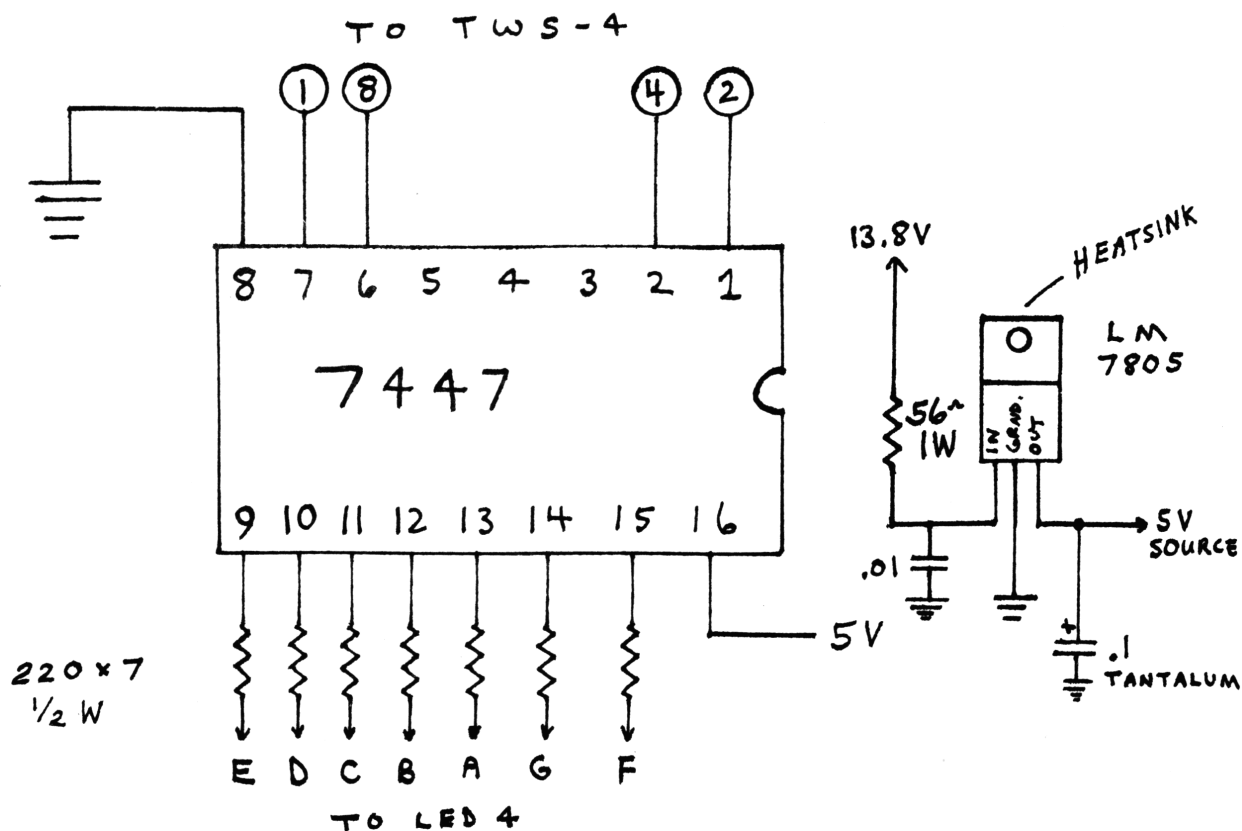 TO TWS-4
1 8 4 2
8 7 6 5 4 3 2 1
7447
9 10 11 12 13 14 15 16
5V
220 x 7
1/2 W
E D C B A G F
TO LED 4
13.8V
HEATSINK
LM
7805
56Ω
1W
IN
GRND.
OUT
.01
5V
SOURCE
+
.1
TANTALUM